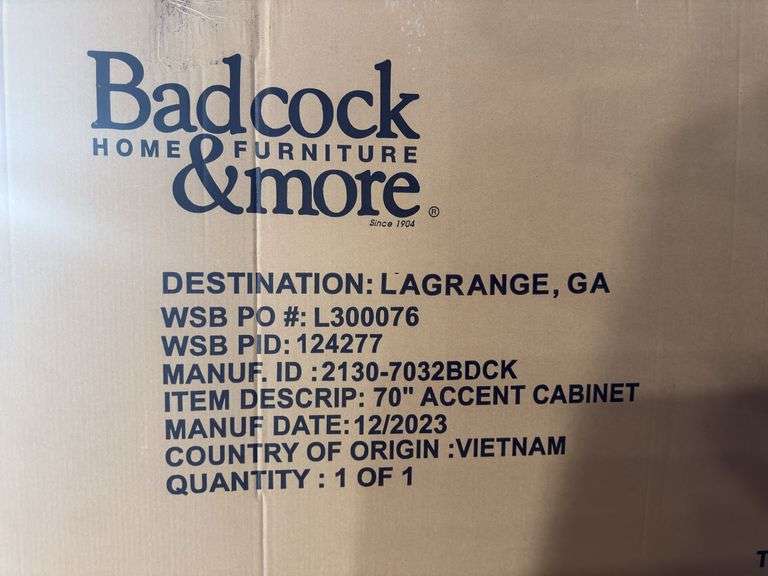 Badcock
HOME & FURNITURE
more ®
Since 1904
DESTINATION: LAGRANGE, GA
WSB PO #: L300076
WSB PID: 124277
MANUF. ID :2130-7032BDCK
ITEM DESCRIP: 70" ACCENT CABINET
MANUF DATE:12/2023
COUNTRY OF ORIGIN :VIETNAM
QUANTITY : 1 OF 1